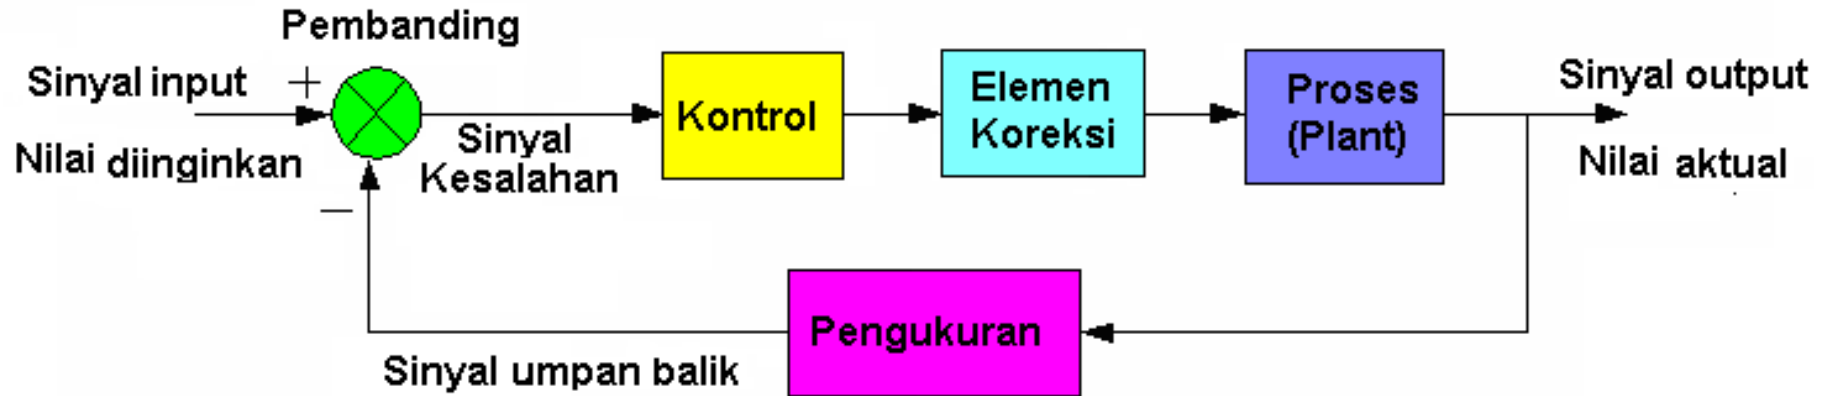 Pembanding
Sinyal input
+
Nilai diinginkan
Sinyal
Kesalahan
−
Kontrol
Elemen
Koreksi
Proses
(Plant)
Sinyal output
Nilai aktual
Pengukuran
Sinyal umpan balik